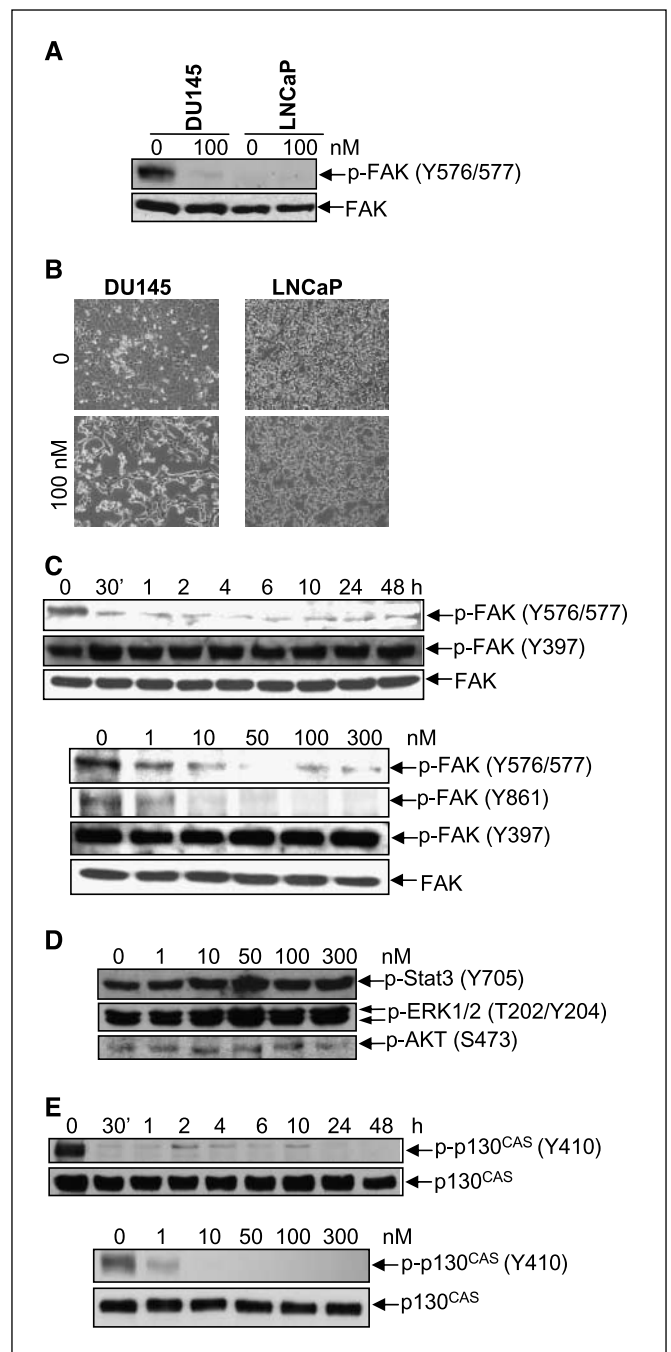 A
DU145 LNCaP
0 100 0 100 nM
p-FAK (Y576/577)
FAK
B
DU145 LNCaP
0
100 nM
C
0 30' 1 2 4 6 10 24 48 h
p-FAK (Y576/577)
p-FAK (Y397)
FAK
0 1 10 50 100 300 nM
p-FAK (Y576/577)
p-FAK (Y861)
p-FAK (Y397)
FAK
D
0 1 10 50 100 300 nM
p-Stat3 (Y705)
p-ERK1/2 (T202/Y204)
p-AKT (S473)
E
0 30' 1 2 4 6 10 24 48 h
p-p130CAS (Y410)
p130CAS
0 1 10 50 100 300 nM
p-p130CAS (Y410)
p130CAS